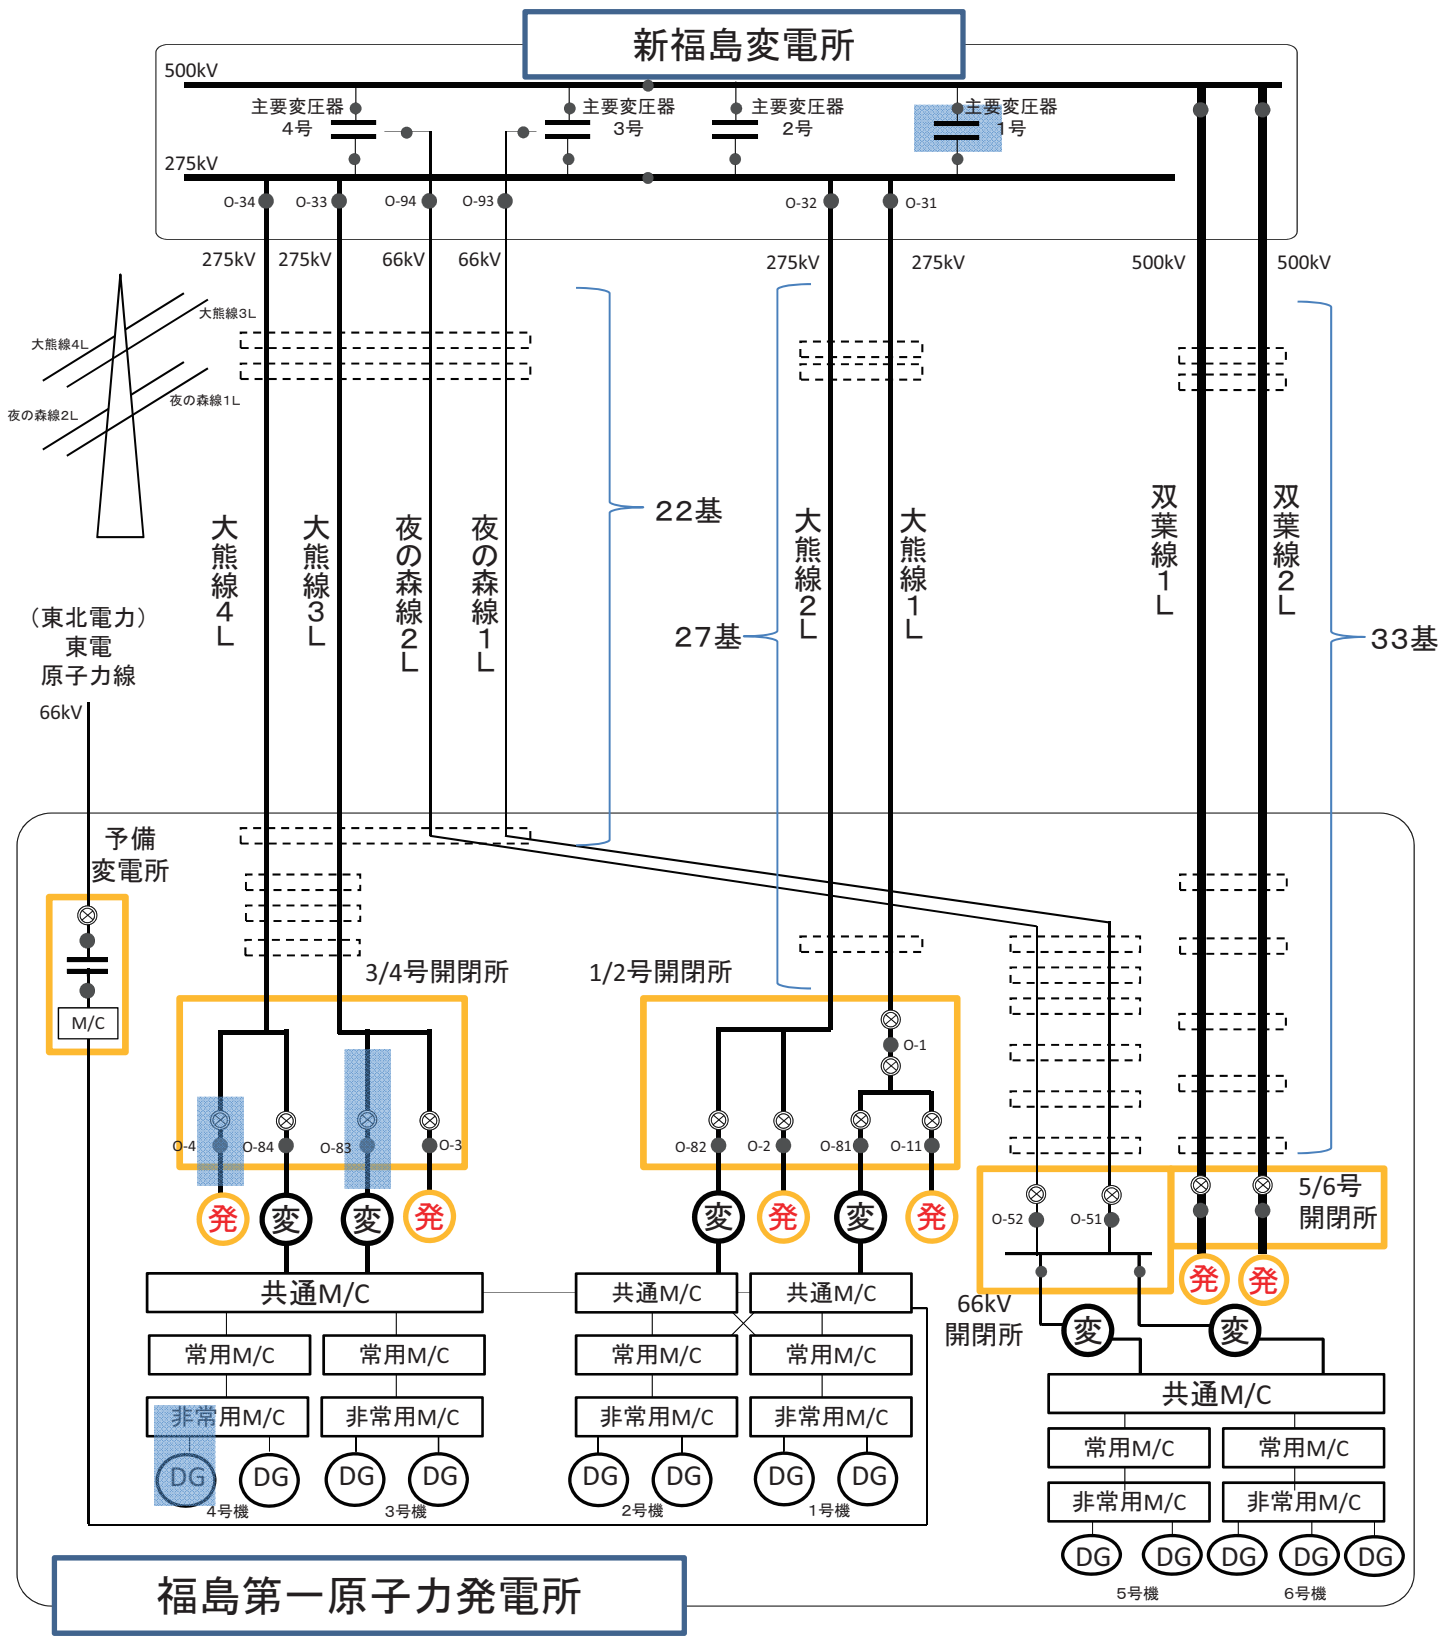 新福島変電所
500kV
主要変圧器
4号
主要変圧器
3号
主要変圧器
2号
主要変圧器
1号
275kV
O-34
O-33
O-94
O-93
O-32
O-31
275kV
275kV
66kV
66kV
275kV
275kV
500kV
500kV
大熊線3L
大熊線4L
夜の森線1L
夜の森線2L
22基
27基
33基
大熊線4L
大熊線3L
夜の森線2L
夜の森線1L
大熊線2L
大熊線1L
双葉線1L
双葉線2L
(東北電力)
東電
原子力線
66kV
予備
変電所
M/C
3/4号開閉所
1/2号開閉所
O-1
O-4
O-84
O-83
O-3
O-82
O-2
O-81
O-11
発
変
変
発
変
発
変
発
5/6号
開閉所
O-52
O-51
発
発
66kV
開閉所
変
変
共通M/C
共通M/C
共通M/C
常用M/C
常用M/C
常用M/C
常用M/C
非常用M/C
非常用M/C
非常用M/C
非常用M/C
DG
DG
DG
DG
DG
DG
DG
DG
4号機
3号機
2号機
1号機
共通M/C
常用M/C
常用M/C
非常用M/C
非常用M/C
DG
DG
DG
DG
DG
5号機
6号機
福島第一原子力発電所